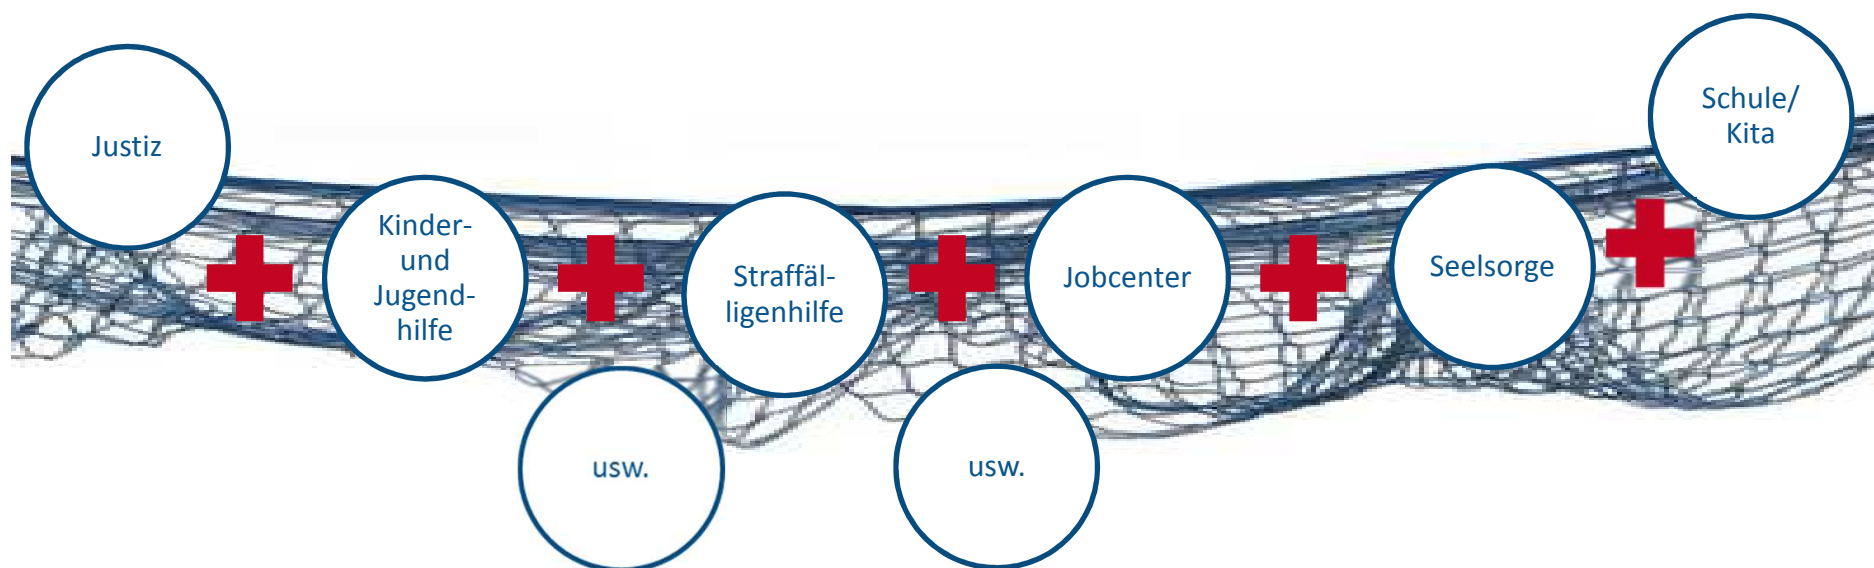 Justiz
Kinder-
und
Jugend-
hilfe
Straffäl-
ligenhilfe
Jobcenter
Seelsorge
Schule/
Kita
usw.
usw.